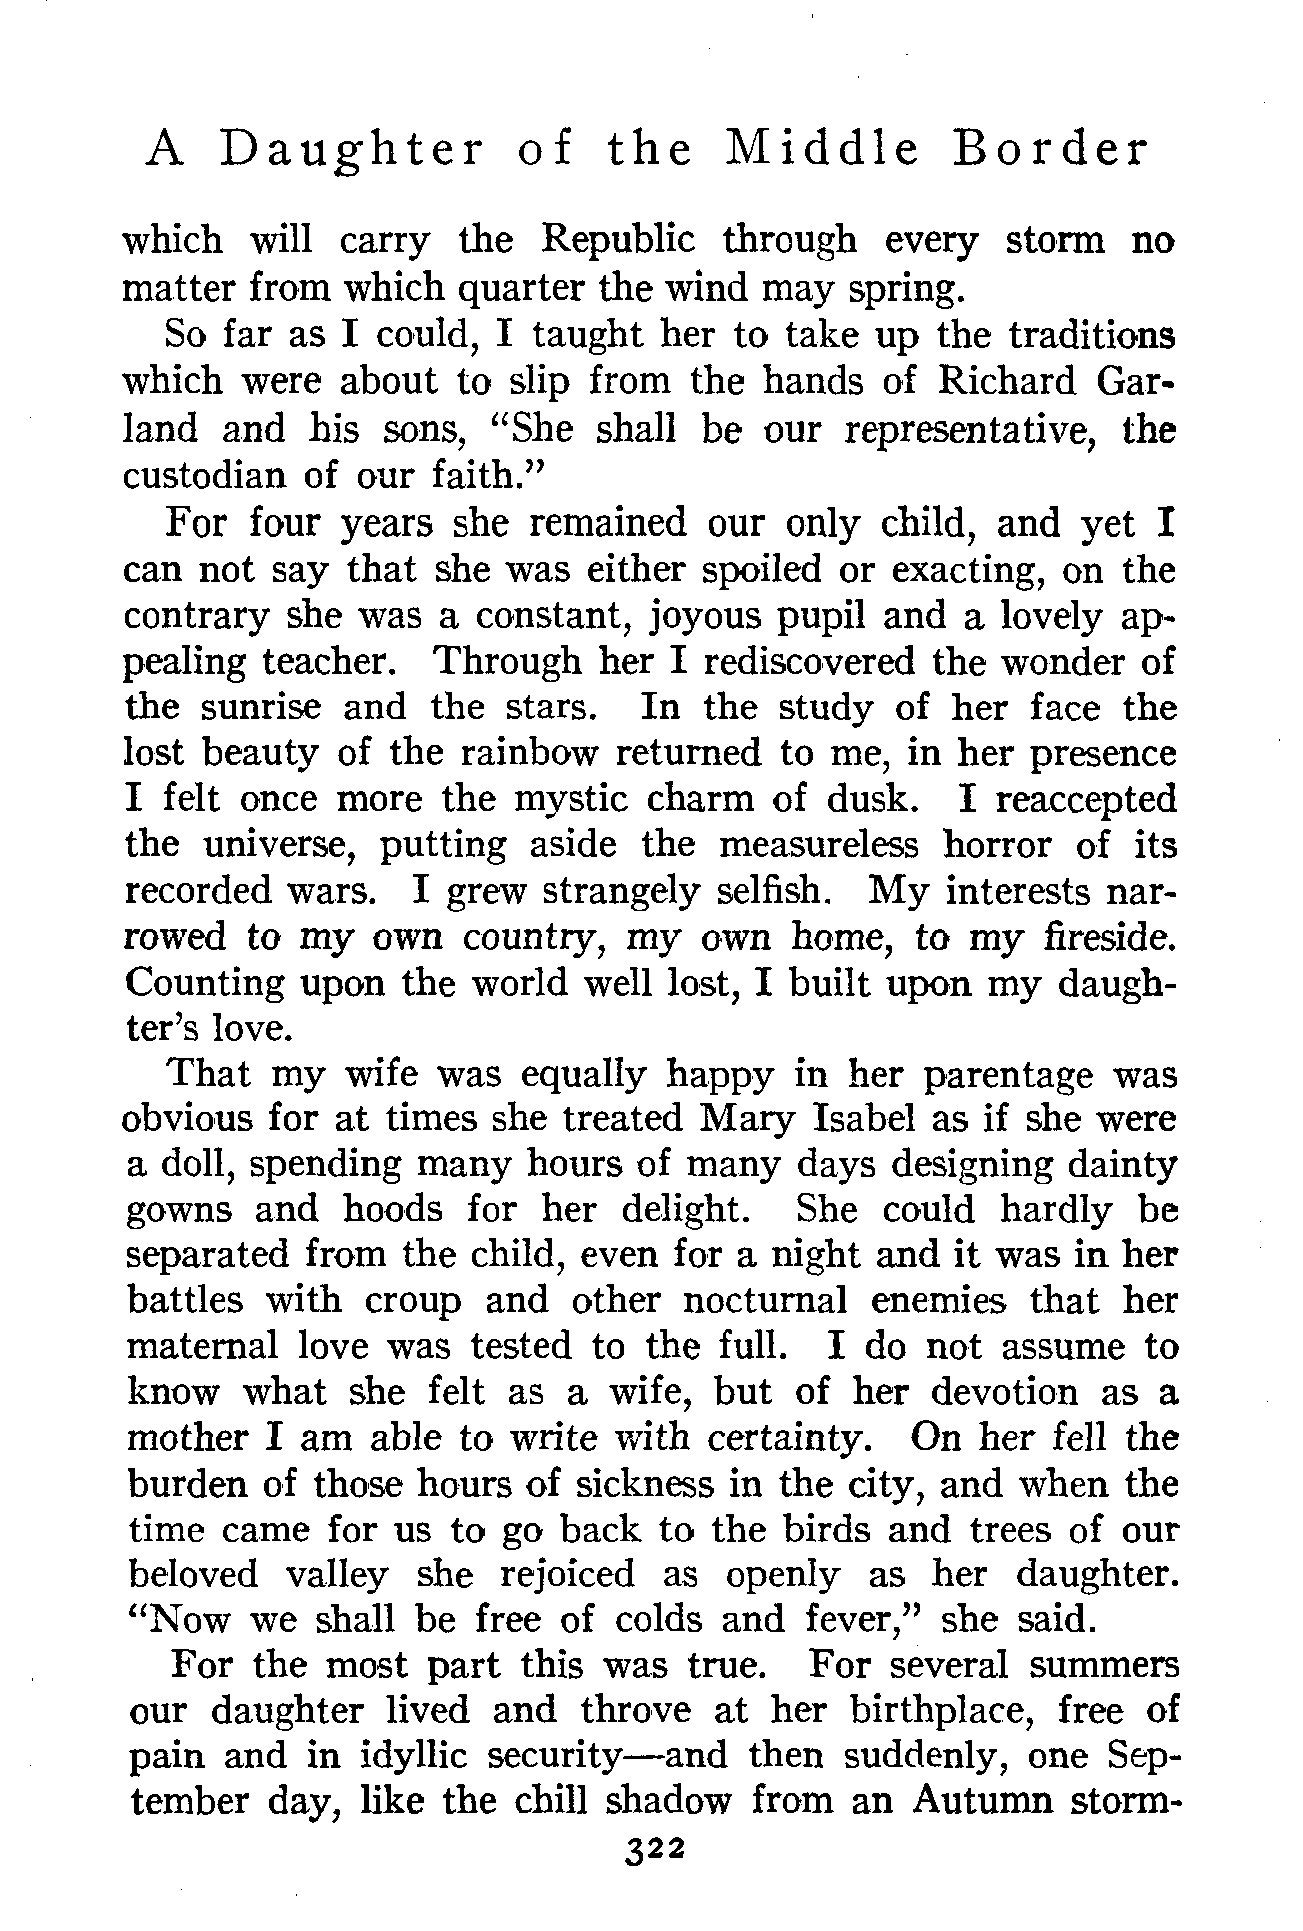 A Daughter of the Middle Border
which will carry the Republic through every storm no
matter from which quarter the wind may spring.
So far as I could, I taught her to take up the traditions
which were about to slip from the hands of Richard Gar-
land and his sons, “She shall be our representative, the
custodian of our faith.”
For four years she remained our only child, and yet I
can not say that she was either spoiled or exacting, on the
contrary she was a constant, joyous pupil and a lovely ap-
pealing teacher. Through her I rediscovered the wonder of
the sunrise and the stars. In the study of her face the
lost beauty of the rainbow returned to me, in her presence
I felt once more the mystic charm of dusk. I reaccepted
the universe, putting aside the measureless horror of its
recorded wars. I grew strangely selfish. My interests nar-
rowed to my own country, my own home, to my fireside.
Counting upon the world well lost, I built upon my daugh-
ter’s love.
That my wife was equally happy in her parentage was
obvious for at times she treated Mary Isabel as if she were
a doll, spending many hours of many days designing dainty
gowns and hoods for her delight. She could hardly be
separated from the child, even for a night and it was in her
battles with croup and other nocturnal enemies that her
maternal love was tested to the full. I do not assume to
know what she felt as a wife, but of her devotion as a
mother I am able to write with certainty. On her fell the
burden of those hours of sickness in the city, and when the
time came for us to go back to the birds and trees of our
beloved valley she rejoiced as openly as her daughter.
“Now we shall be free of colds and fever,” she said.
For the most part this was true. For several summers
our daughter lived and throve at her birthplace, free of
pain and in idyllic security—and then suddenly, one Sep-
tember day, like the chill shadow from an Autumn storm-
322